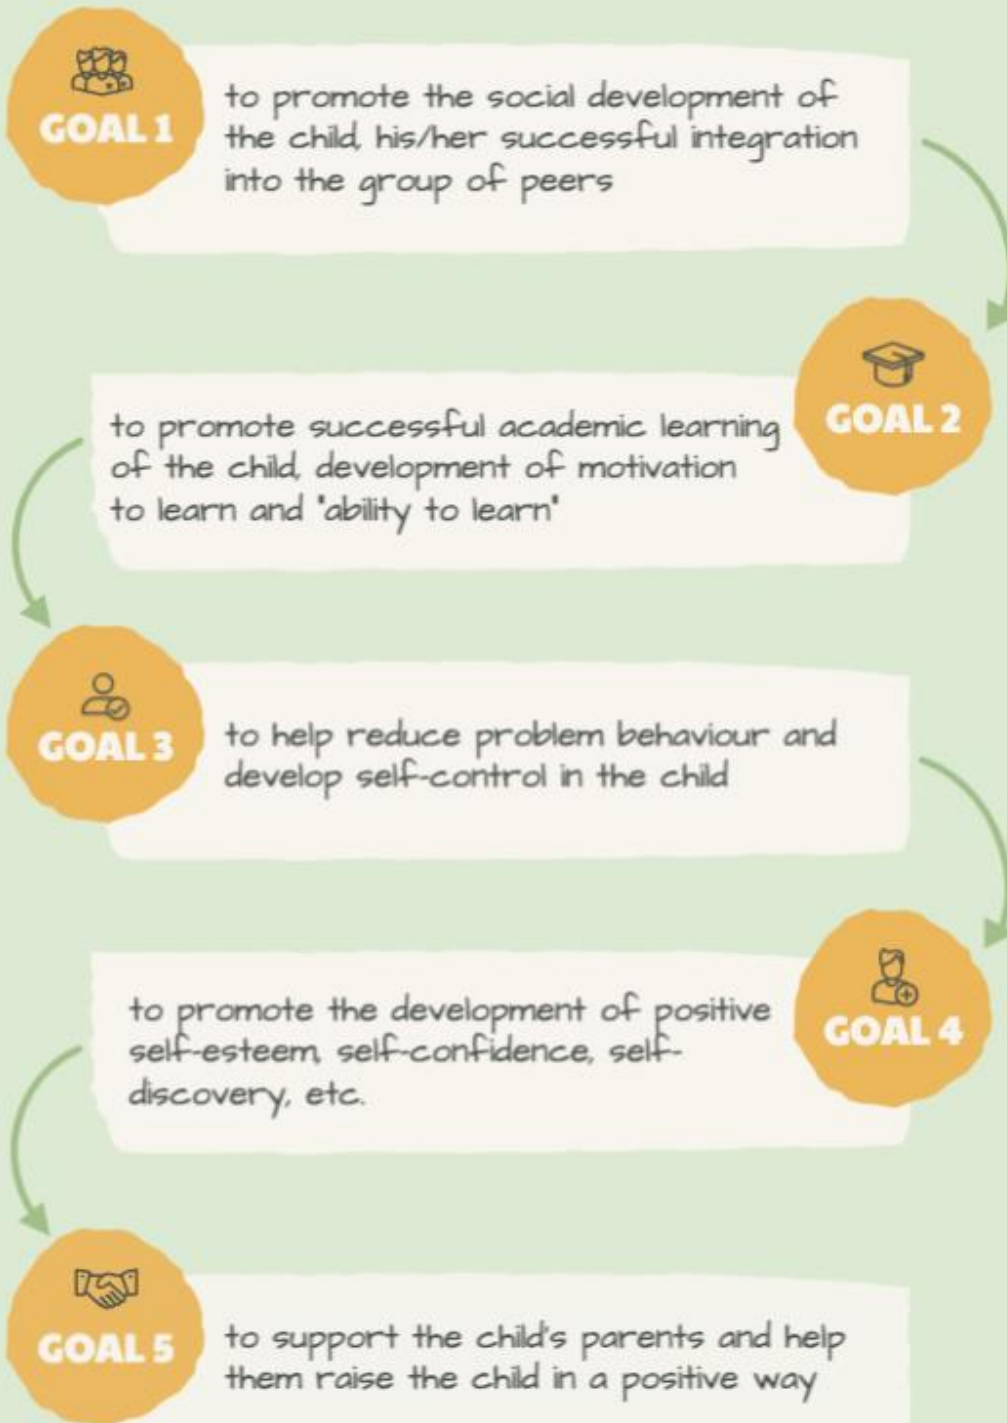 GOAL 1
to promote the social development of
the child, his/her successful integration
into the group of peers
GOAL 2
to promote successful academic learning
of the child, development of motivation
to learn and "ability to learn"
GOAL 3
to help reduce problem behaviour and
develop self-control in the child
GOAL 4
to promote the development of positive
self-esteem, self-confidence, self-
discovery, etc.
GOAL 5
to support the child's parents and help
them raise the child in a positive way